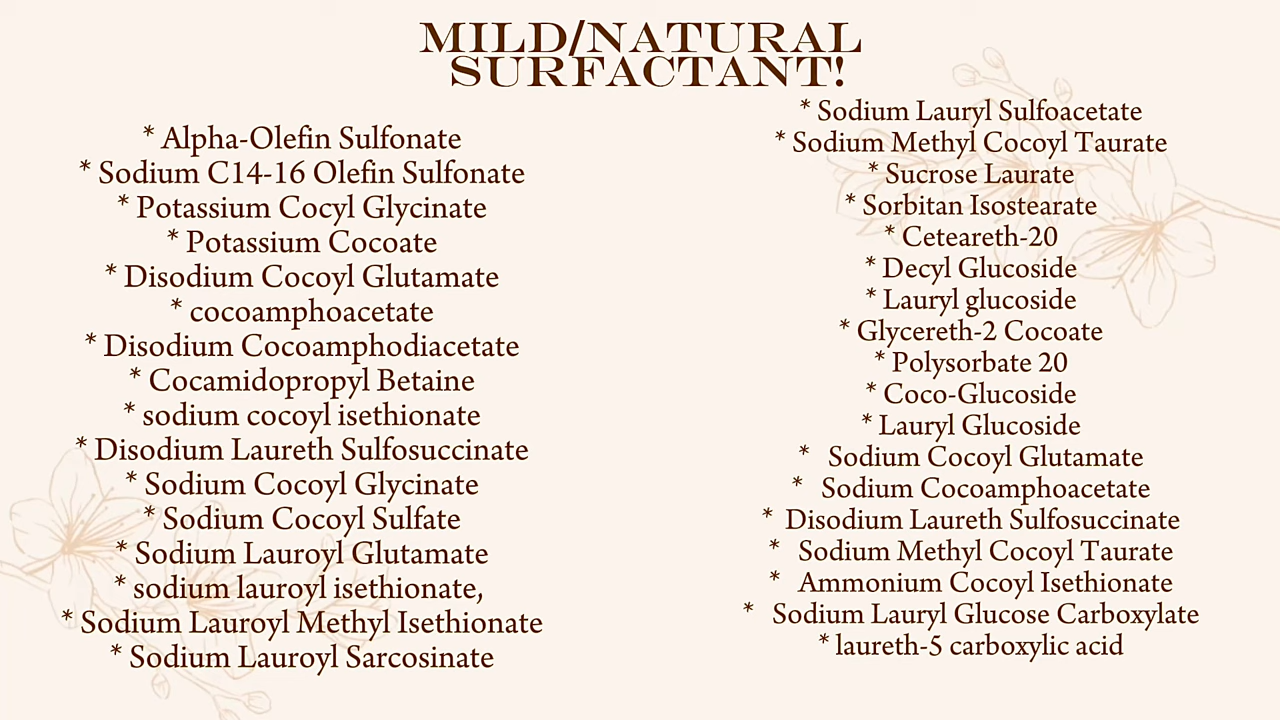 MILD/NATURAL
SURFACTANT!
* Alpha-Olefin Sulfonate
* Sodium C14-16 Olefin Sulfonate
* Potassium Cocyl Glycinate
* Potassium Cocoate
* Disodium Cocoyl Glutamate
* cocoamphoacetate
* Disodium Cocoamphodiacetate
* Cocamidopropyl Betaine
* sodium cocoyl isethionate
* Disodium Laureth Sulfosuccinate
* Sodium Cocoyl Glycinate
* Sodium Cocoyl Sulfate
* Sodium Lauroyl Glutamate
* sodium lauroyl isethionate,
* Sodium Lauroyl Methyl Isethionate
* Sodium Lauroyl Sarcosinate
* Sodium Lauryl Sulfoacetate
* Sodium Methyl Cocoyl Taurate
* Sucrose Laurate
* Sorbitan Isostearate
* Ceteareth-20
* Decyl Glucoside
* Lauryl glucoside
* Glycereth-2 Cocoate
* Polysorbate 20
* Coco-Glucoside
* Lauryl Glucoside
* Sodium Cocoyl Glutamate
* Sodium Cocoamphoacetate
* Disodium Laureth Sulfosuccinate
* Sodium Methyl Cocoyl Taurate
* Ammonium Cocoyl Isethionate
* Sodium Lauryl Glucose Carboxylate
* laureth-5 carboxylic acid